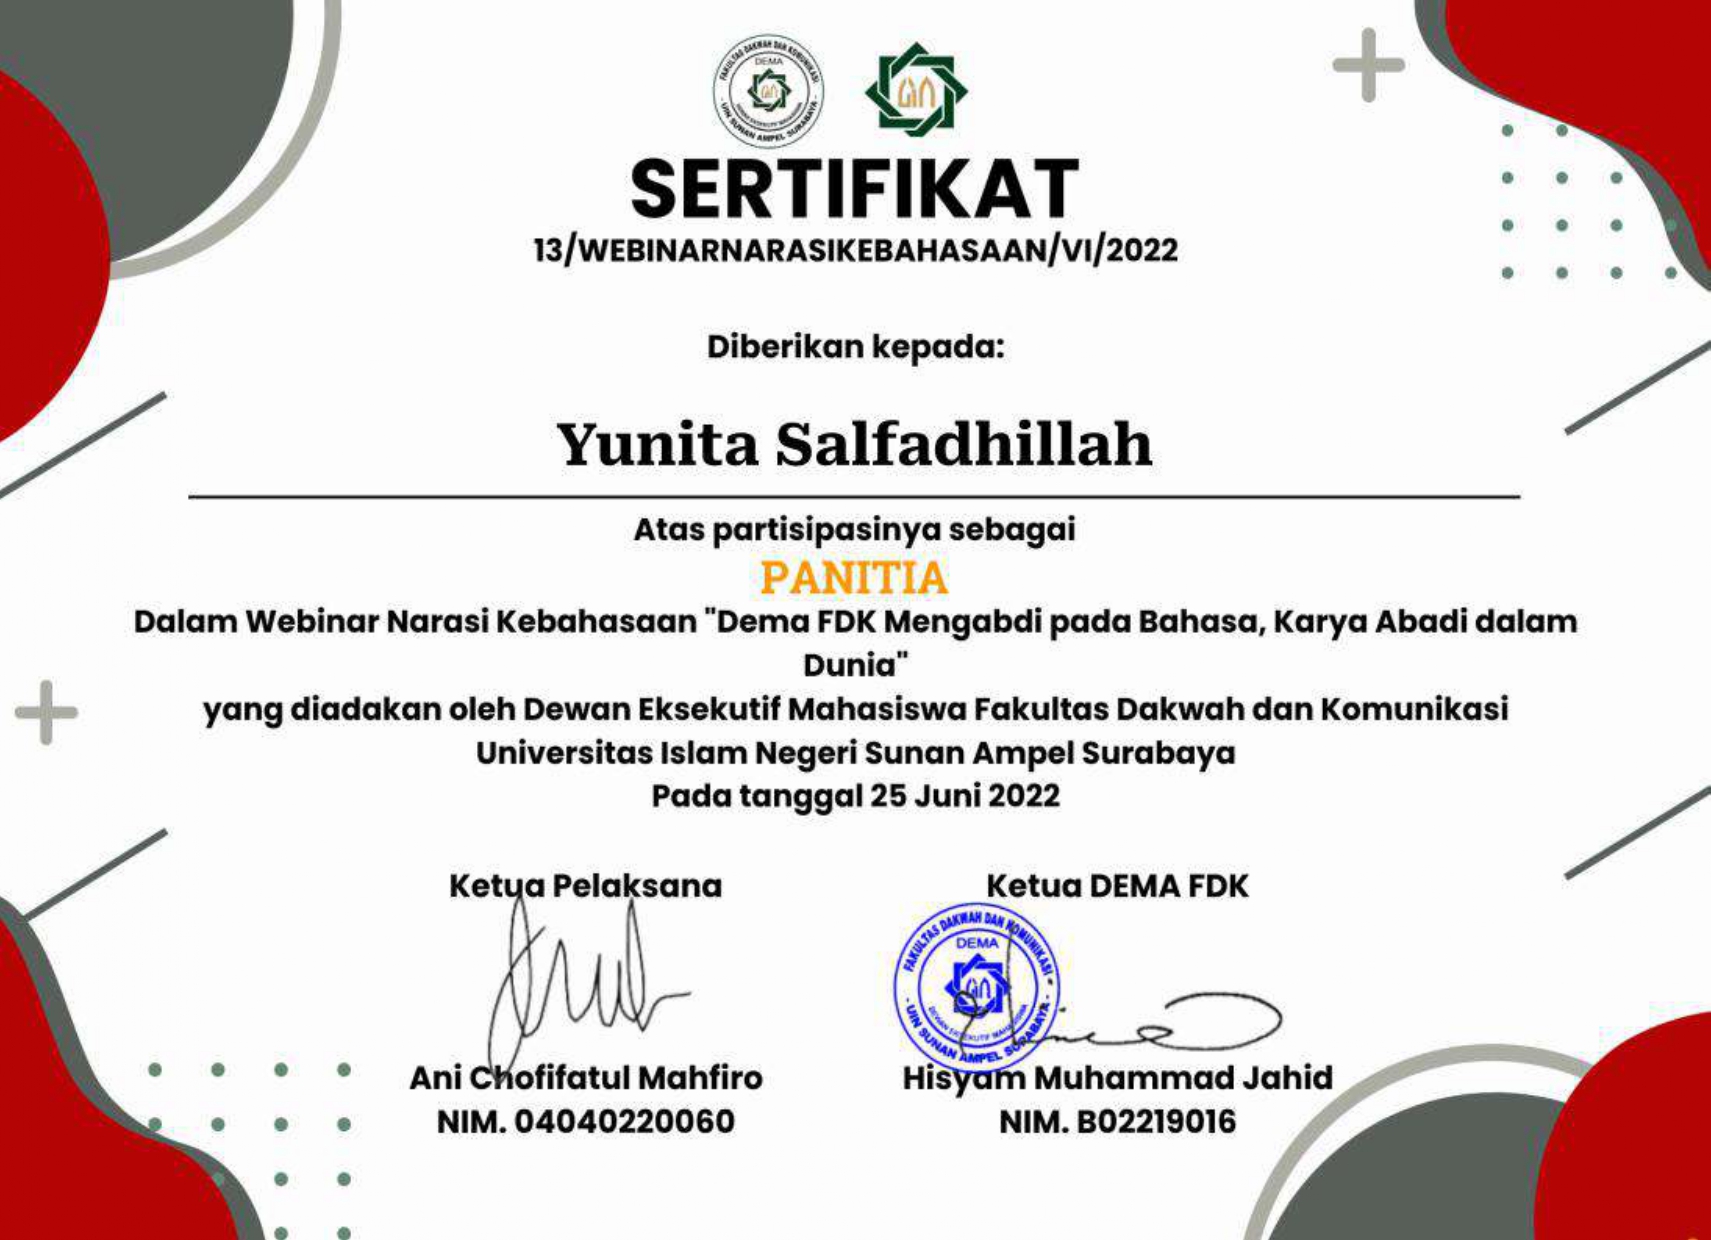 FAKULTAS DAKWAH DAN KOMUNIKASI
DEMA
DEWAN EKSEKUTIF MAHASISWA
- UIN SUNAN AMPEL SURABAYA -
SERTIFIKAT
13/WEBINARNARASIKEBAHASAAN/VI/2022
Diberikan kepada:
Yunita Salfadhillah
Atas partisipasinya sebagai
PANITIA
Dalam Webinar Narasi Kebahasaan "Dema FDK Mengabdi pada Bahasa, Karya Abadi dalam
Dunia"
yang diadakan oleh Dewan Eksekutif Mahasiswa Fakultas Dakwah dan Komunikasi
Universitas Islam Negeri Sunan Ampel Surabaya
Pada tanggal 25 Juni 2022
Ketua Pelaksana
Ketua DEMA FDK
FAKULTAS DAKWAH DAN KOMUNIKASI
DEMA
DEWAN EKSEKUTIF MAHASISWA
- UIN SUNAN AMPEL SURABAYA -
Ani Chofifatul Mahfiro
Hisyam Muhammad Jahid
NIM. 04040220060
NIM. B02219016